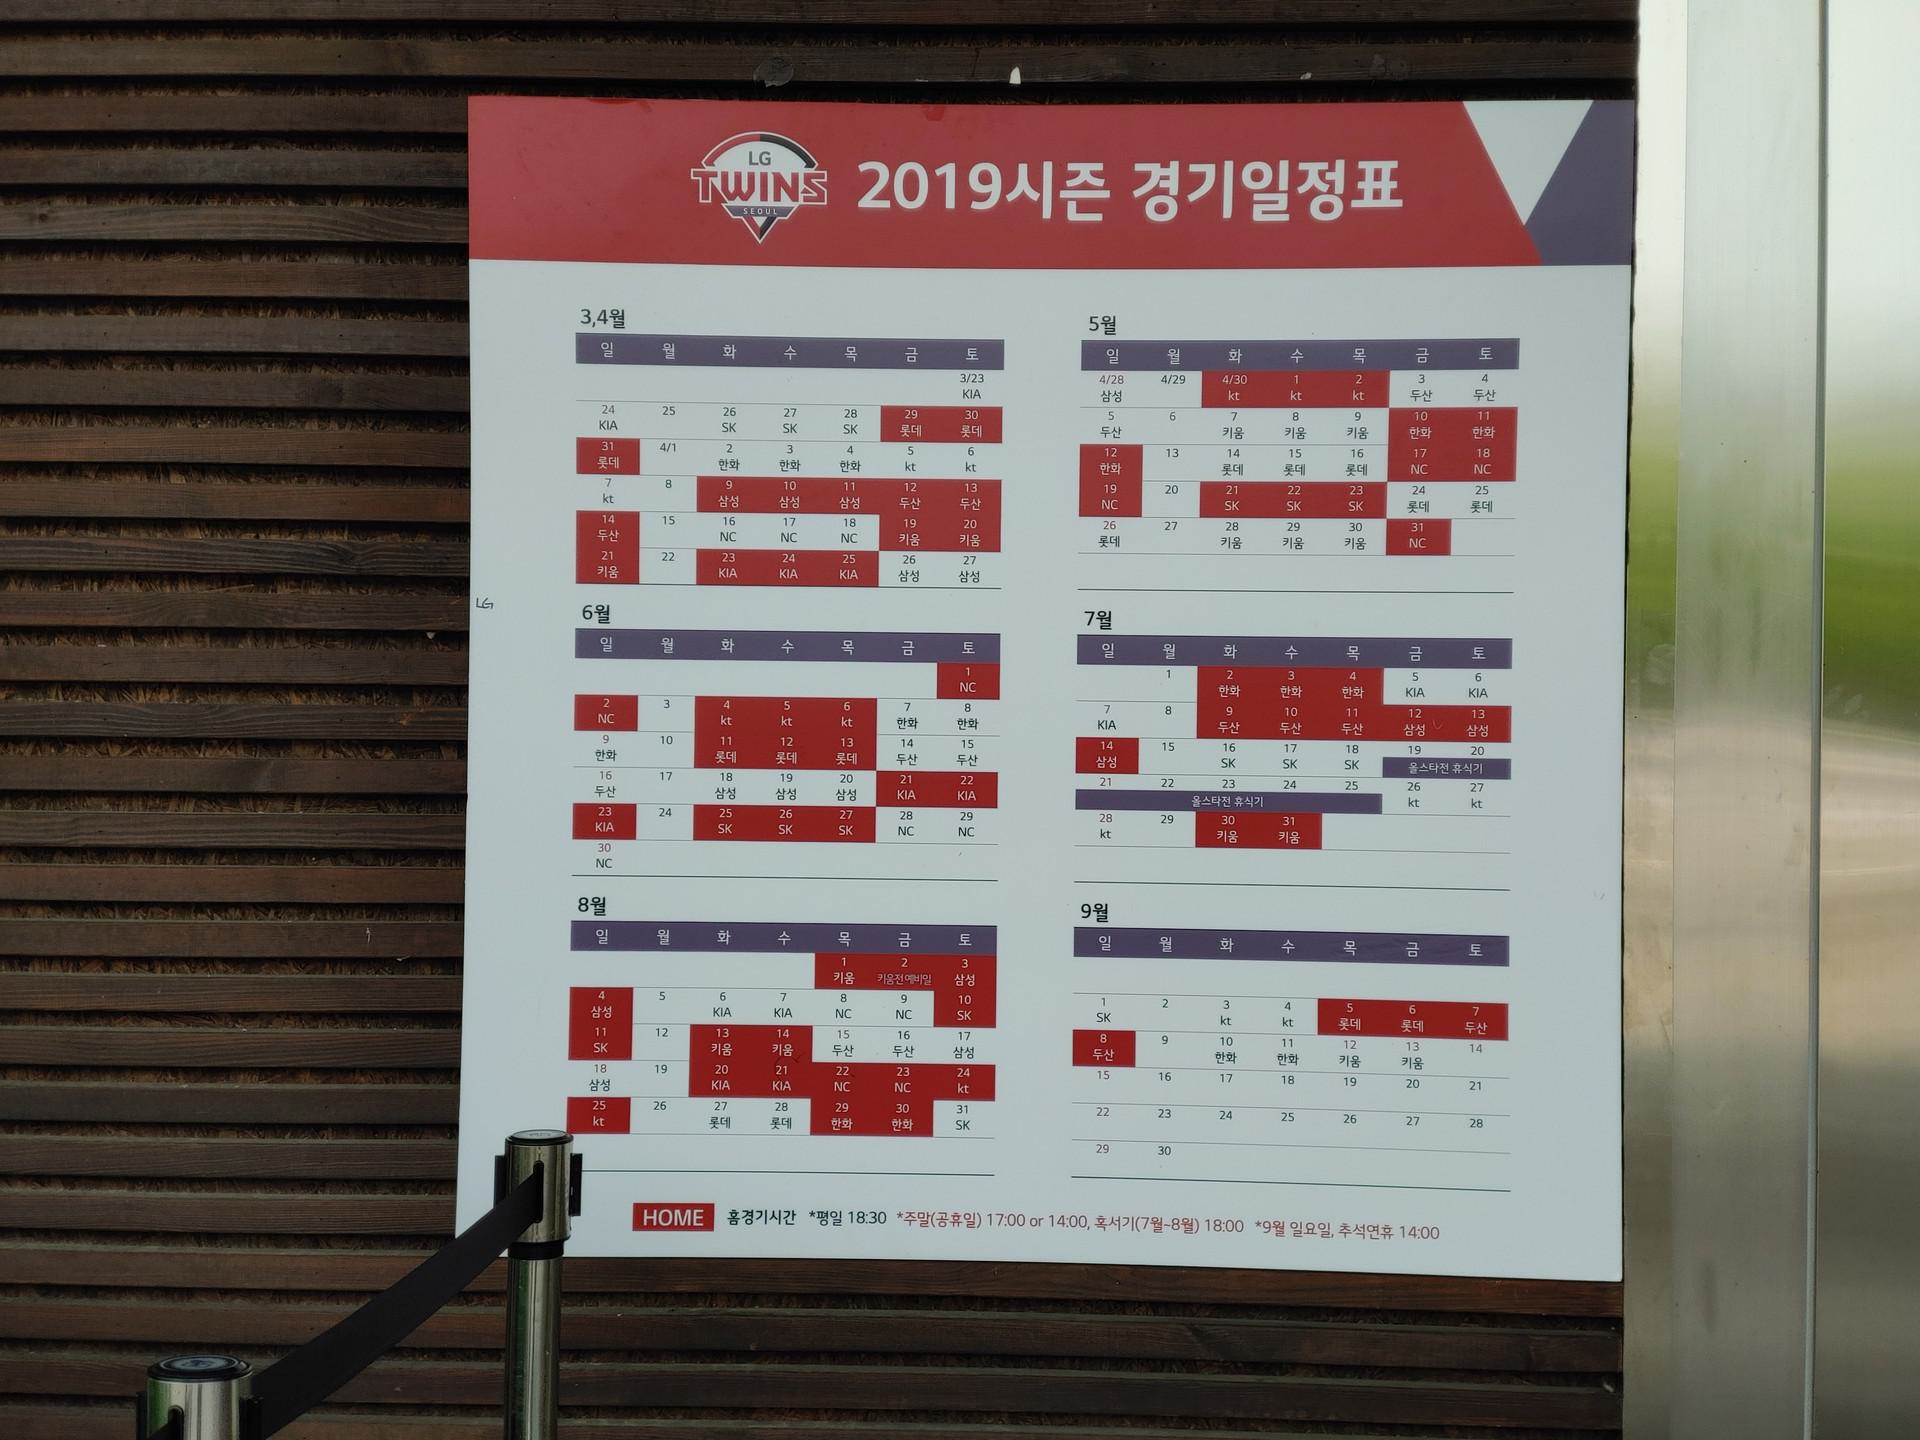 LG
TWINS
SEOUL
2019시즌 경기일정표
3,4월
일 월 화 수 목 금 토
3/23
KIA
24 25 26 27 28 29 30
KIA SK SK SK 롯데 롯데
31 4/1 2 3 4 5 6
롯데 한화 한화 한화 kt kt
7 8 9 10 11 12 13
kt 삼성 삼성 삼성 두산 두산
14 15 16 17 18 19 20
두산 NC NC NC 키움 키움
21 22 23 24 25 26 27
키움 KIA KIA KIA 삼성 삼성
5월
일 월 화 수 목 금 토
4/28 4/29 4/30 1 2 3 4
삼성 kt kt kt 두산 두산
5 6 7 8 9 10 11
두산 키움 키움 키움 한화 한화
12 13 14 15 16 17 18
한화 롯데 롯데 롯데 NC NC
19 20 21 22 23 24 25
NC SK SK SK 롯데 롯데
26 27 28 29 30 31
롯데 키움 키움 키움 NC
LG
6월
일 월 화 수 목 금 토
1
NC
2 3 4 5 6 7 8
NC kt kt kt 한화 한화
9 10 11 12 13 14 15
한화 롯데 롯데 롯데 두산 두산
16 17 18 19 20 21 22
두산 삼성 삼성 삼성 KIA KIA
23 24 25 26 27 28 29
KIA SK SK SK NC NC
30
NC
7월
일 월 화 수 목 금 토
1 2 3 4 5 6
한화 한화 한화 KIA KIA
7 8 9 10 11 12 13
KIA 두산 두산 두산 삼성 삼성
14 15 16 17 18 19 20
삼성 SK SK SK 올스타전 휴식기
21 22 23 24 25 26 27
올스타전 휴식기 kt kt
28 29 30 31
kt 키움 키움
8월
일 월 화 수 목 금 토
1 2 3
키움 키움전 예비일 삼성
4 5 6 7 8 9 10
삼성 KIA KIA NC NC SK
11 12 13 14 15 16 17
SK 키움 키움 두산 두산 삼성
18 19 20 21 22 23 24
삼성 KIA KIA NC NC kt
25 26 27 28 29 30 31
kt 롯데 롯데 한화 한화 SK
9월
일 월 화 수 목 금 토
1 2 3 4 5 6 7
SK kt kt 롯데 롯데 두산
8 9 10 11 12 13 14
두산 한화 한화 키움 키움
15 16 17 18 19 20 21
22 23 24 25 26 27 28
29 30
HOME 홈경기시간 *평일 18:30 *주말(공휴일) 17:00 or 14:00, 혹서기(7월~8월) 18:00 *9월 일요일, 추석연휴 14:00